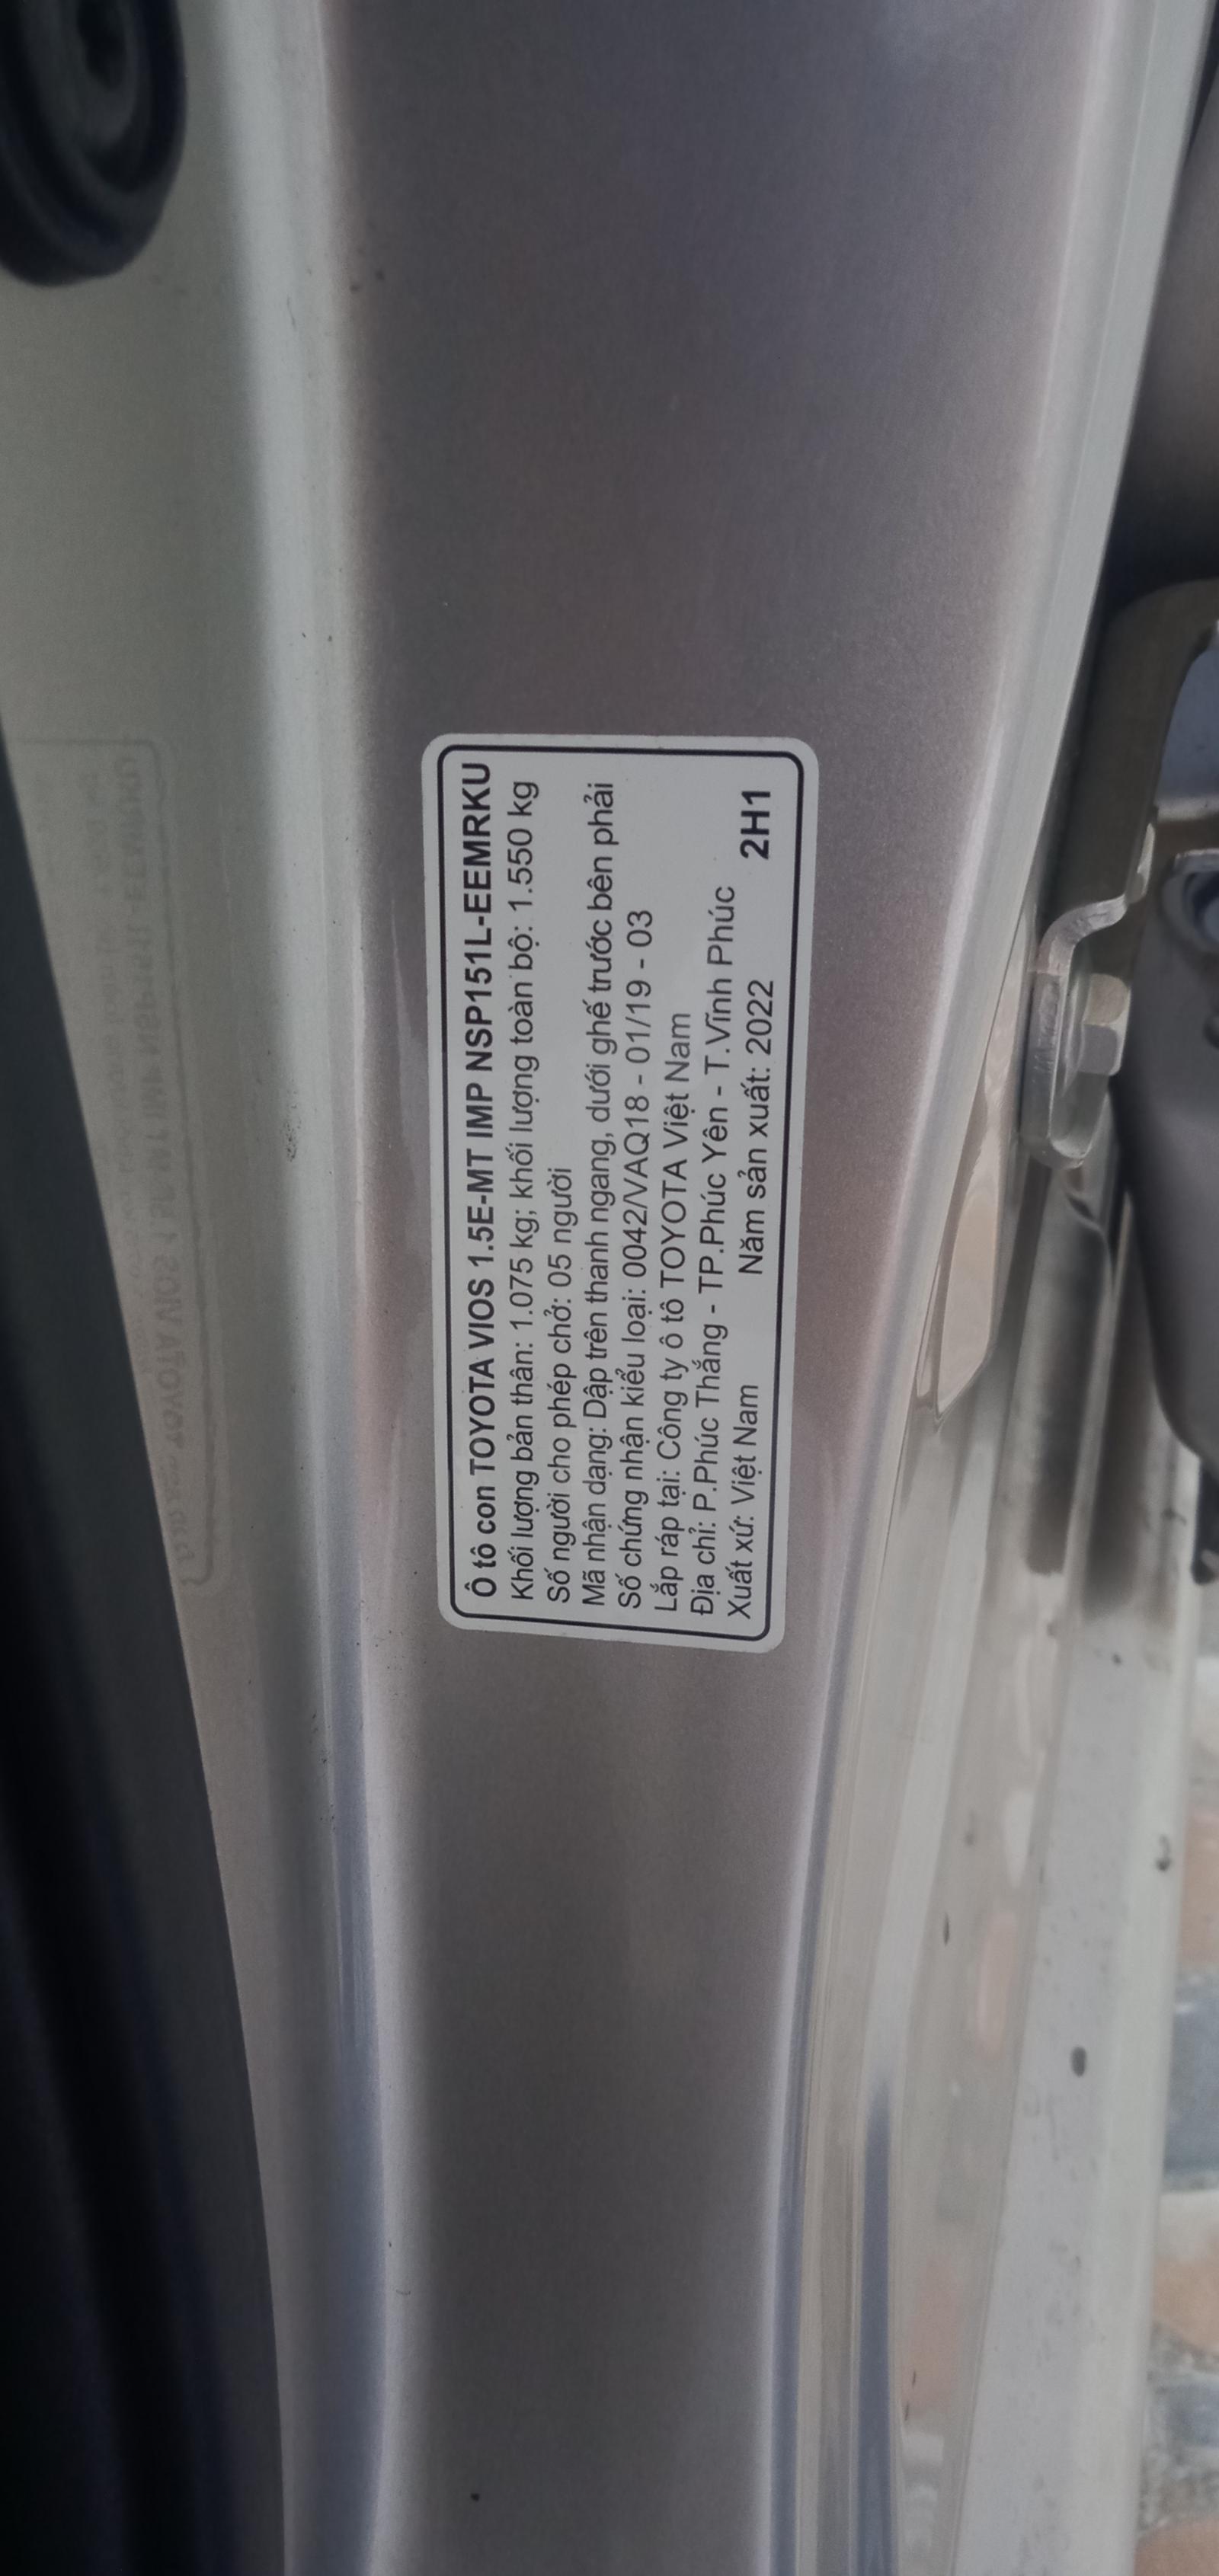 Ô tô con TOYOTA VIOS 1.5E-MT IMP NSP151L-EEMRKU
Khối lượng bản thân: 1.075 kg; khối lượng toàn bộ: 1.550 kg
Số người cho phép chở: 05 người
Mã nhận dạng: Dập trên thanh ngang, dưới ghế trước bên phải
Số chứng nhận kiểu loại: 0042/VAQ18 - 01/19 - 03
Lắp ráp tại: Công ty ô tô TOYOTA Việt Nam
Địa chỉ: P.Phúc Thắng - TP.Phúc Yên - T.Vĩnh Phúc
Xuất xứ: Việt Nam Năm sản xuất: 2022 2H1